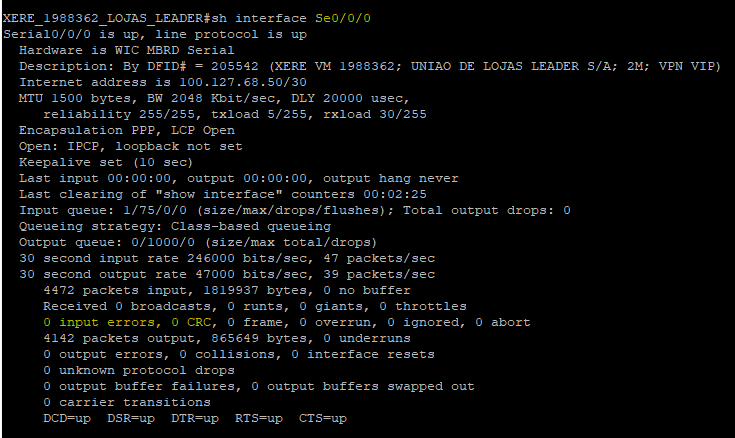 XERE_1988362_LOJAS_LEADER#sh interface Se0/0/0
Serial0/0/0 is up, line protocol is up
  Hardware is WIC MBRD Serial
  Description: By DFID# = 205542 (XERE VM 1988362; UNIAO DE LOJAS LEADER S/A; 2M; VPN VIP)
  Internet address is 100.127.68.50/30
  MTU 1500 bytes, BW 2048 Kbit/sec, DLY 20000 usec,
     reliability 255/255, txload 5/255, rxload 30/255
  Encapsulation PPP, LCP Open
  Open: IPCP, loopback not set
  Keepalive set (10 sec)
  Last input 00:00:00, output 00:00:00, output hang never
  Last clearing of "show interface" counters 00:02:25
  Input queue: 1/75/0/0 (size/max/drops/flushes); Total output drops: 0
  Queueing strategy: Class-based queueing
  Output queue: 0/1000/0 (size/max total/drops)
  30 second input rate 246000 bits/sec, 47 packets/sec
  30 second output rate 47000 bits/sec, 39 packets/sec
     4472 packets input, 1819937 bytes, 0 no buffer
     Received 0 broadcasts, 0 runts, 0 giants, 0 throttles
     0 input errors, 0 CRC, 0 frame, 0 overrun, 0 ignored, 0 abort
     4142 packets output, 865649 bytes, 0 underruns
     0 output errors, 0 collisions, 0 interface resets
     0 unknown protocol drops
     0 output buffer failures, 0 output buffers swapped out
     0 carrier transitions
     DCD=up  DSR=up  DTR=up  RTS=up  CTS=up